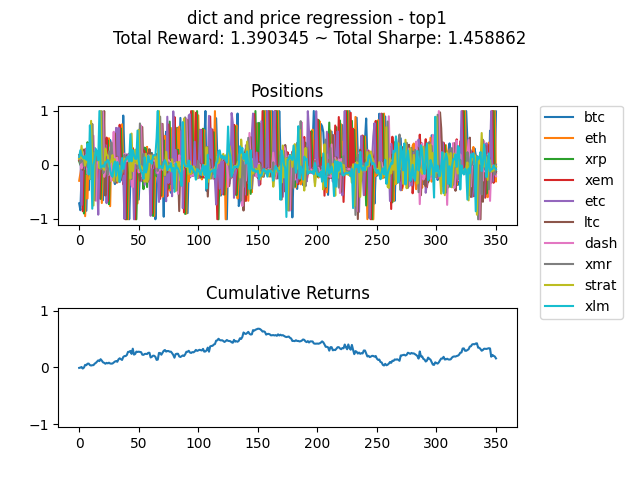 dict and price regression - top1
Total Reward: 1.390345 ~ Total Sharpe: 1.458862
Positions
1
0
−1
0 50 100 150 200 250 300 350
btc
eth
xrp
xem
etc
ltc
dash
xmr
strat
xlm
Cumulative Returns
1
0
−1
0 50 100 150 200 250 300 350